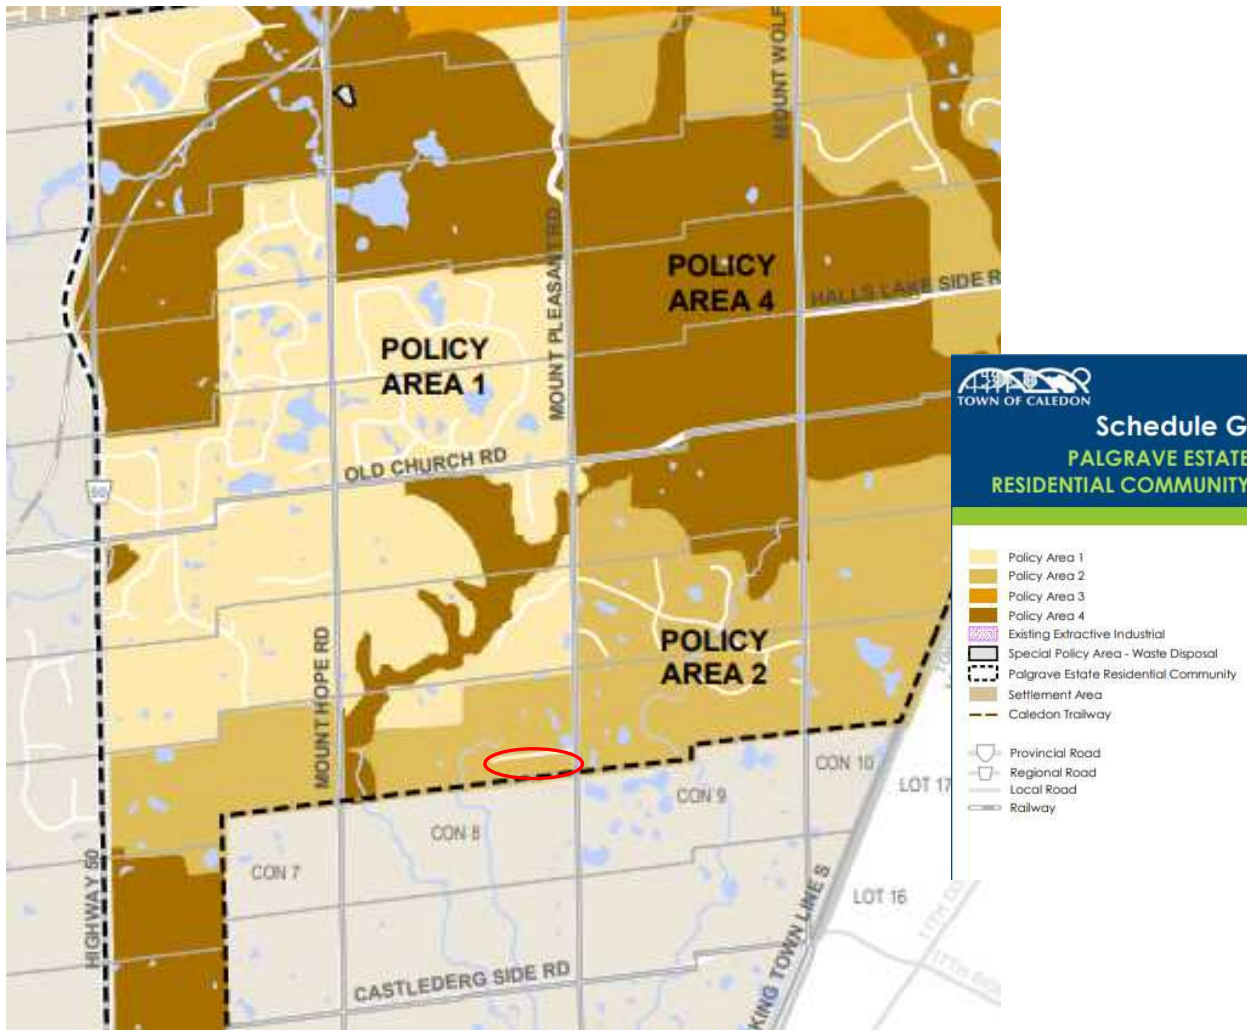 MOUNT WOLF
POLICY
AREA 4
HALLS LAKE SIDE R
MOUNT PLEASANT RD
POLICY
AREA 1
OLD CHURCH RD
50
POLICY
AREA 2
MOUNT HOPE RD
CON 10
LOT 17
CON 9
CON 8
CON 7
HIGHWAY 50
LOT 16
CASTLEDERG SIDE RD
KING TOWN LINE S
TOWN OF CALEDON
Schedule G
PALGRAVE ESTATE
RESIDENTIAL COMMUNITY
Policy Area 1
Policy Area 2
Policy Area 3
Policy Area 4
Existing Extractive Industrial
Special Policy Area - Waste Disposal
Palgrave Estate Residential Community
Settlement Area
Caledon Trailway
Provincial Road
Regional Road
Local Road
Railway